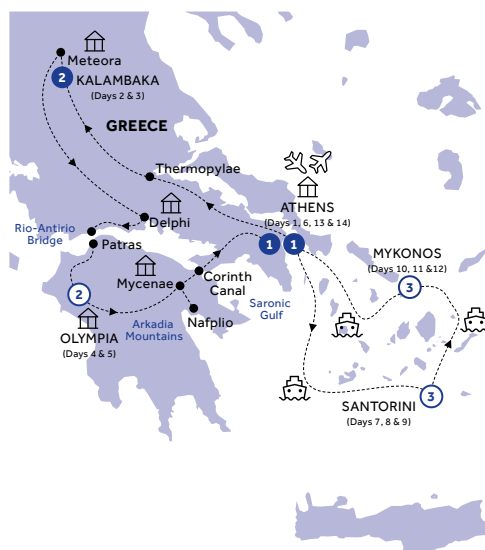 Meteora
2
KALAMBAKA
(Days 2 & 3)
GREECE
Thermopylae
ATHENS
(Days 1, 6, 13 & 14)
1
1
Delphi
Rio-Antirio
Bridge
Patras
Mycenae
Corinth
Canal
Nafplio
Saronic
Gulf
2
OLYMPIA
(Days 4 & 5)
Arkadia
Mountains
MYKONOS
(Days 10, 11 &12)
3
SANTORINI
(Days 7, 8 & 9)
3